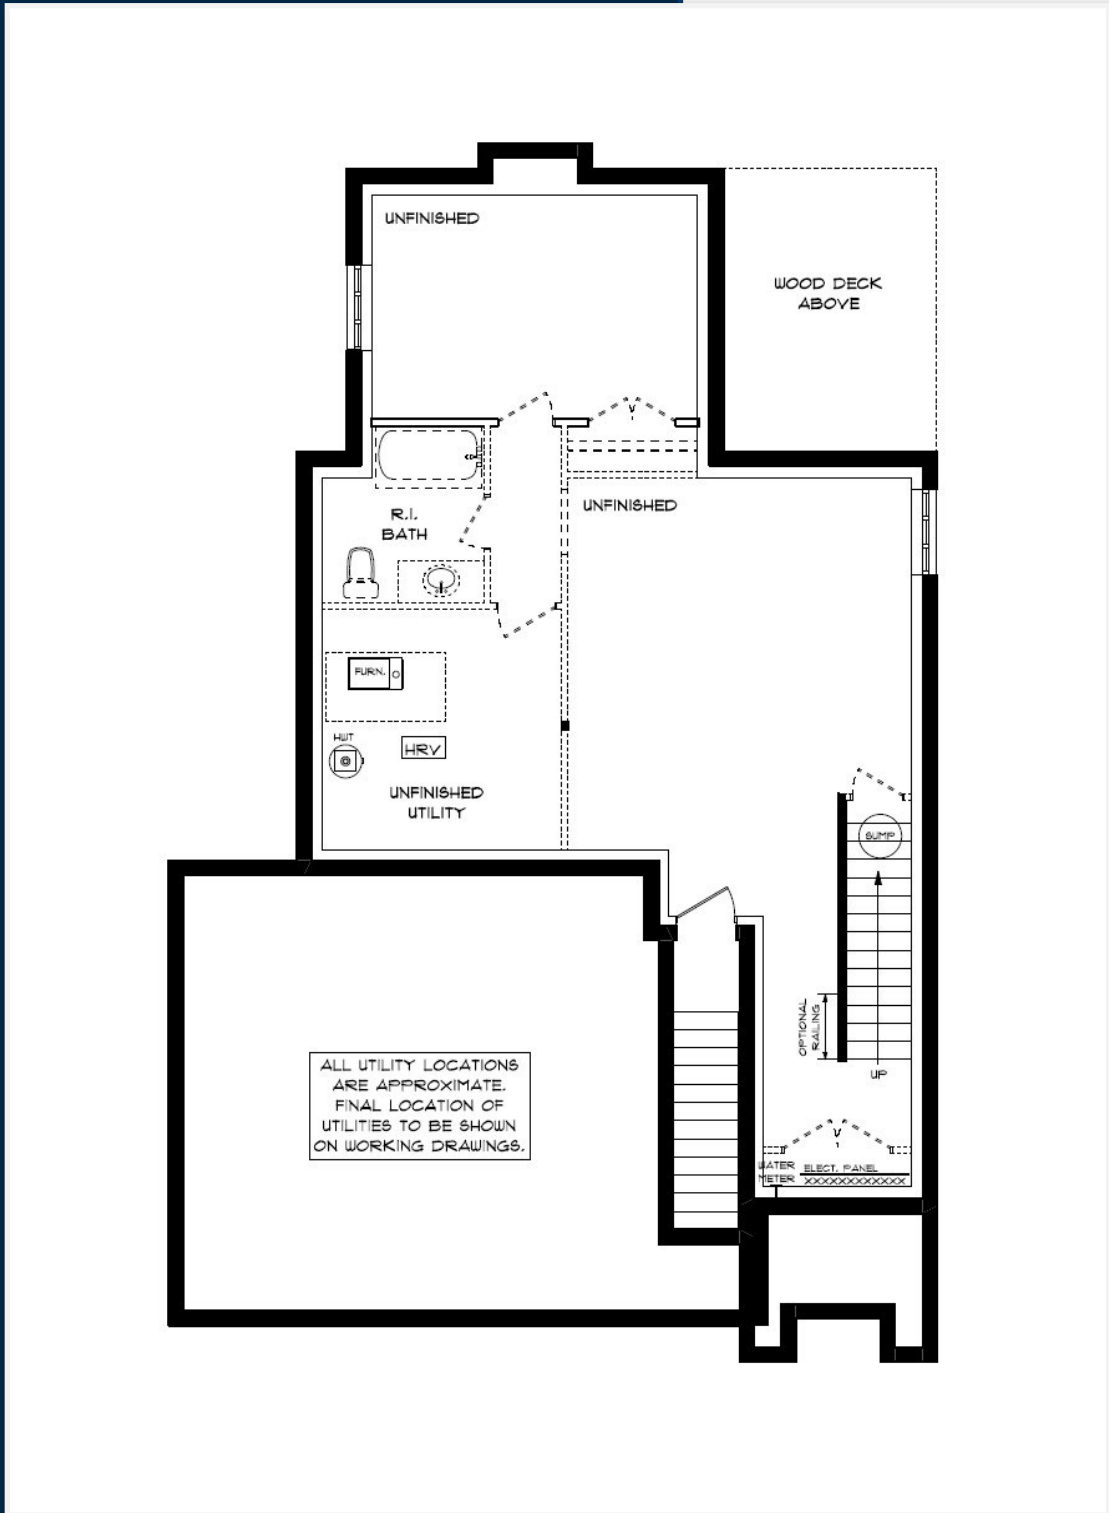 UNFINISHED
WOOD DECK
ABOVE
UNFINISHED
R.I.
BATH
FURN.
HWT
HRV
UNFINISHED
UTILITY
SUMP
OPTIONAL
RAILING
UP
ALL UTILITY LOCATIONS
ARE APPROXIMATE.
FINAL LOCATION OF
UTILITIES TO BE SHOWN
ON WORKING DRAWINGS.
WATER
METER
ELECT. PANEL